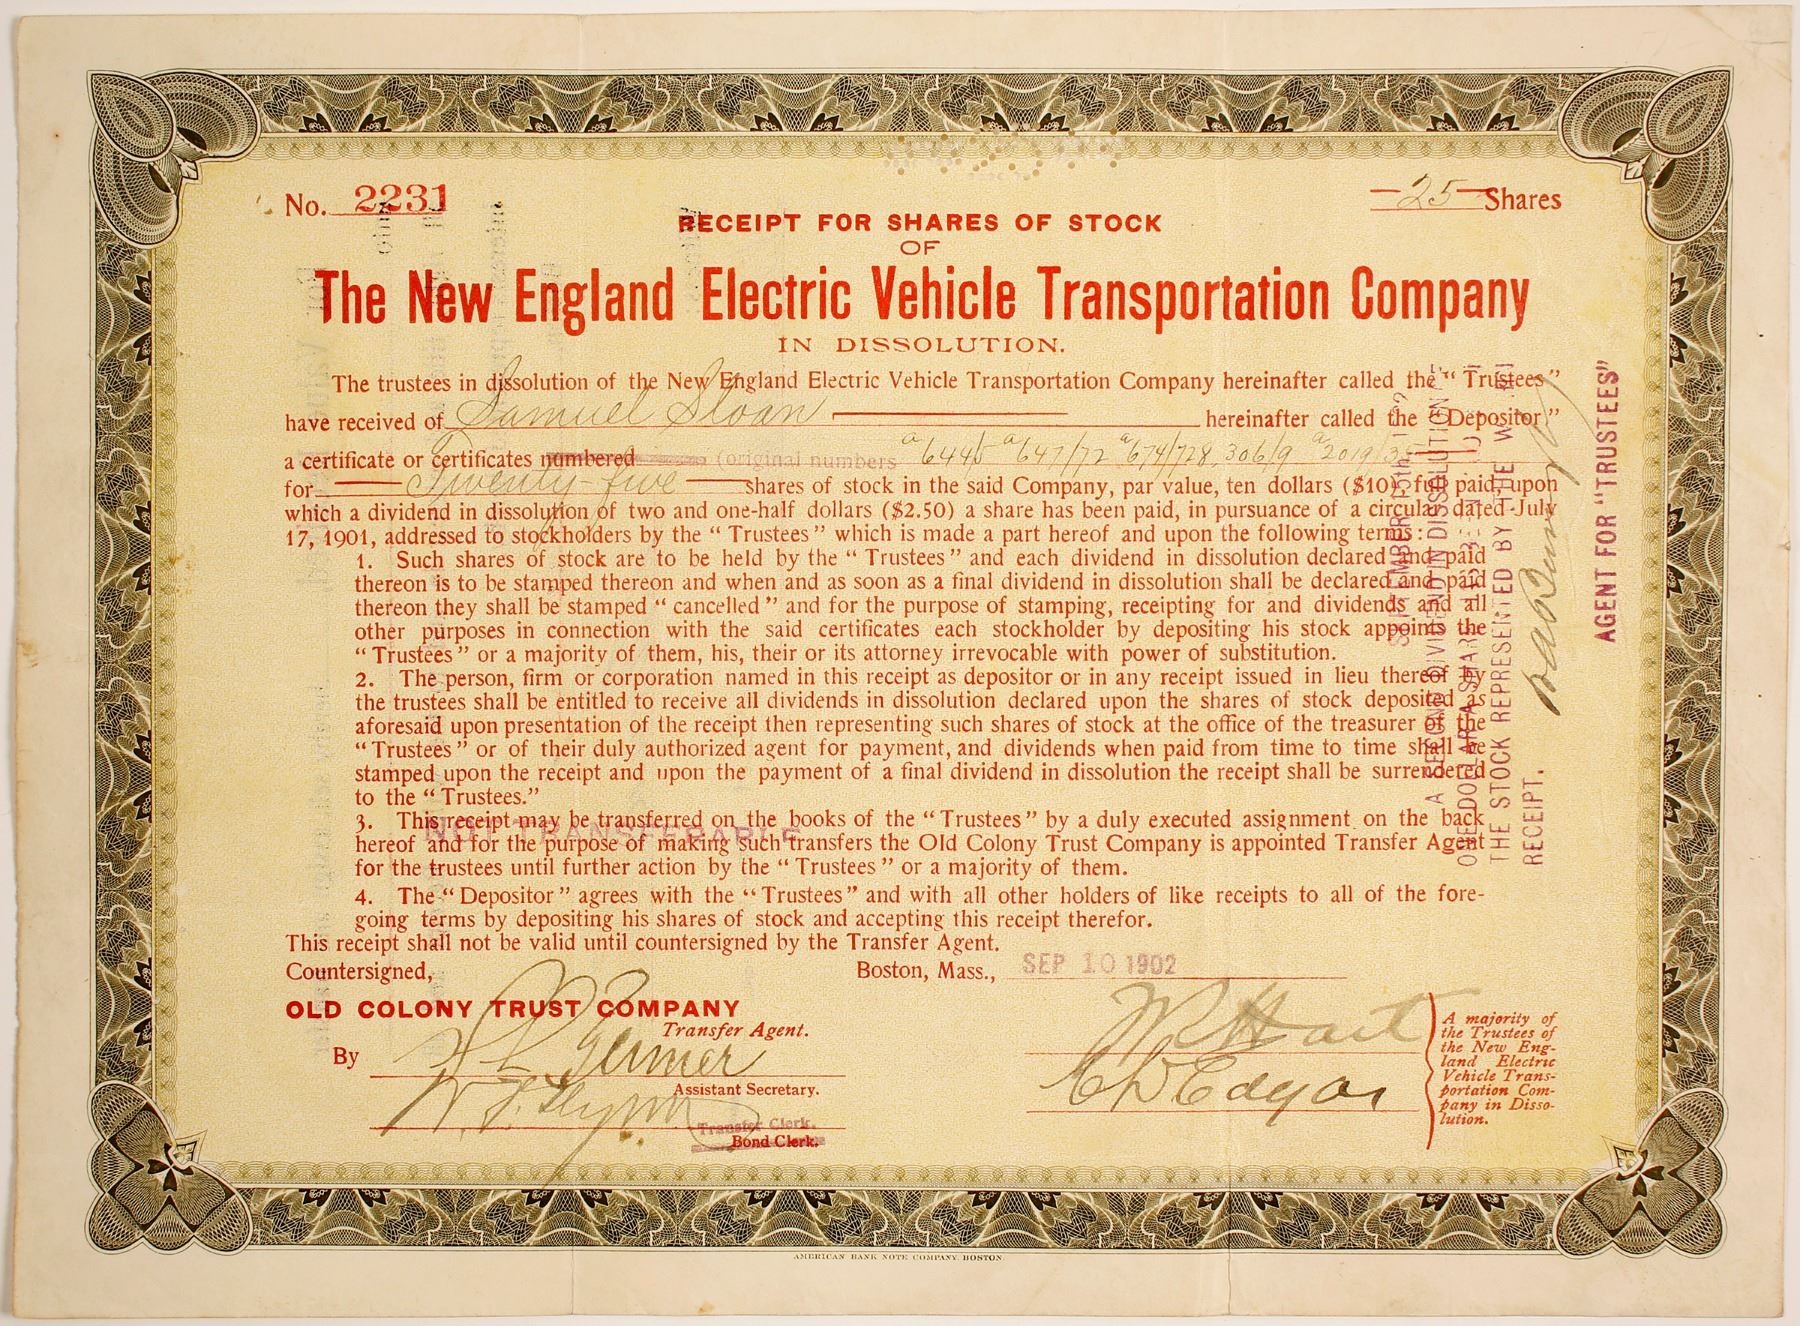 No. 2231
25 Shares
RECEIPT FOR SHARES OF STOCK
OF
The New England Electric Vehicle Transportation Company
IN DISSOLUTION.
The trustees in dissolution of the New England Electric Vehicle Transportation Company hereinafter called the "Trustees"
have received of Samuel Sloan hereinafter called the "Depositor"
a certificate or certificates numbered (original numbers 647/72 674/728, 306/9
for Twenty-five shares of stock in the said Company, par value, ten dollars ($10) full paid, upon
which a dividend in dissolution of two and one-half dollars ($2.50) a share has been paid, in pursuance of a circular dated July
17, 1901, addressed to stockholders by the "Trustees" which is made a part hereof and upon the following terms:
1. Such shares of stock are to be held by the "Trustees" and each dividend in dissolution declared and paid
thereon is to be stamped thereon and when and as soon as a final dividend in dissolution shall be declared and paid
thereon they shall be stamped "cancelled" and for the purpose of stamping, receipting for and dividends and all
other purposes in connection with the said certificates each stockholder by depositing his stock appoints the
"Trustees" or a majority of them, his, their or its attorney irrevocable with power of substitution.
2. The person, firm or corporation named in this receipt as depositor or in any receipt issued in lieu thereof by
the trustees shall be entitled to receive all dividends in dissolution declared upon the shares of stock deposited as
aforesaid upon presentation of the receipt then representing such shares of stock at the office of the treasurer of the
"Trustees" or of their duly authorized agent for payment, and dividends when paid from time to time shall be
stamped upon the receipt and upon the payment of a final dividend in dissolution the receipt shall be surrendered
to the "Trustees."
3. This receipt may be transferred on the books of the "Trustees" by a duly executed assignment on the back
hereof and for the purpose of making such transfers the Old Colony Trust Company is appointed Transfer Agent
for the trustees until further action by the "Trustees" or a majority of them.
NOT TRANSFERABLE
4. The "Depositor" agrees with the "Trustees" and with all other holders of like receipts to all of the fore-
going terms by depositing his shares of stock and accepting this receipt therefor.
This receipt shall not be valid until countersigned by the Transfer Agent.
Countersigned,
Boston, Mass., SEP 10 1902
OLD COLONY TRUST COMPANY
Transfer Agent.
By
Assistant Secretary.
Transfer Clerk.
Bond Clerk.
W Hart
C D Edgar
A majority of
the Trustees of
the New Eng-
land Electric
Vehicle Trans-
portation Com-
pany in Disso-
lution.
A SECOND DIVIDEND IN DISSOLUTION
ONE DOLLAR A SHARE
THE STOCK REPRESENTED BY THE
RECEIPT.
AGENT FOR "TRUSTEES"
AMERICAN BANK NOTE COMPANY, BOSTON.